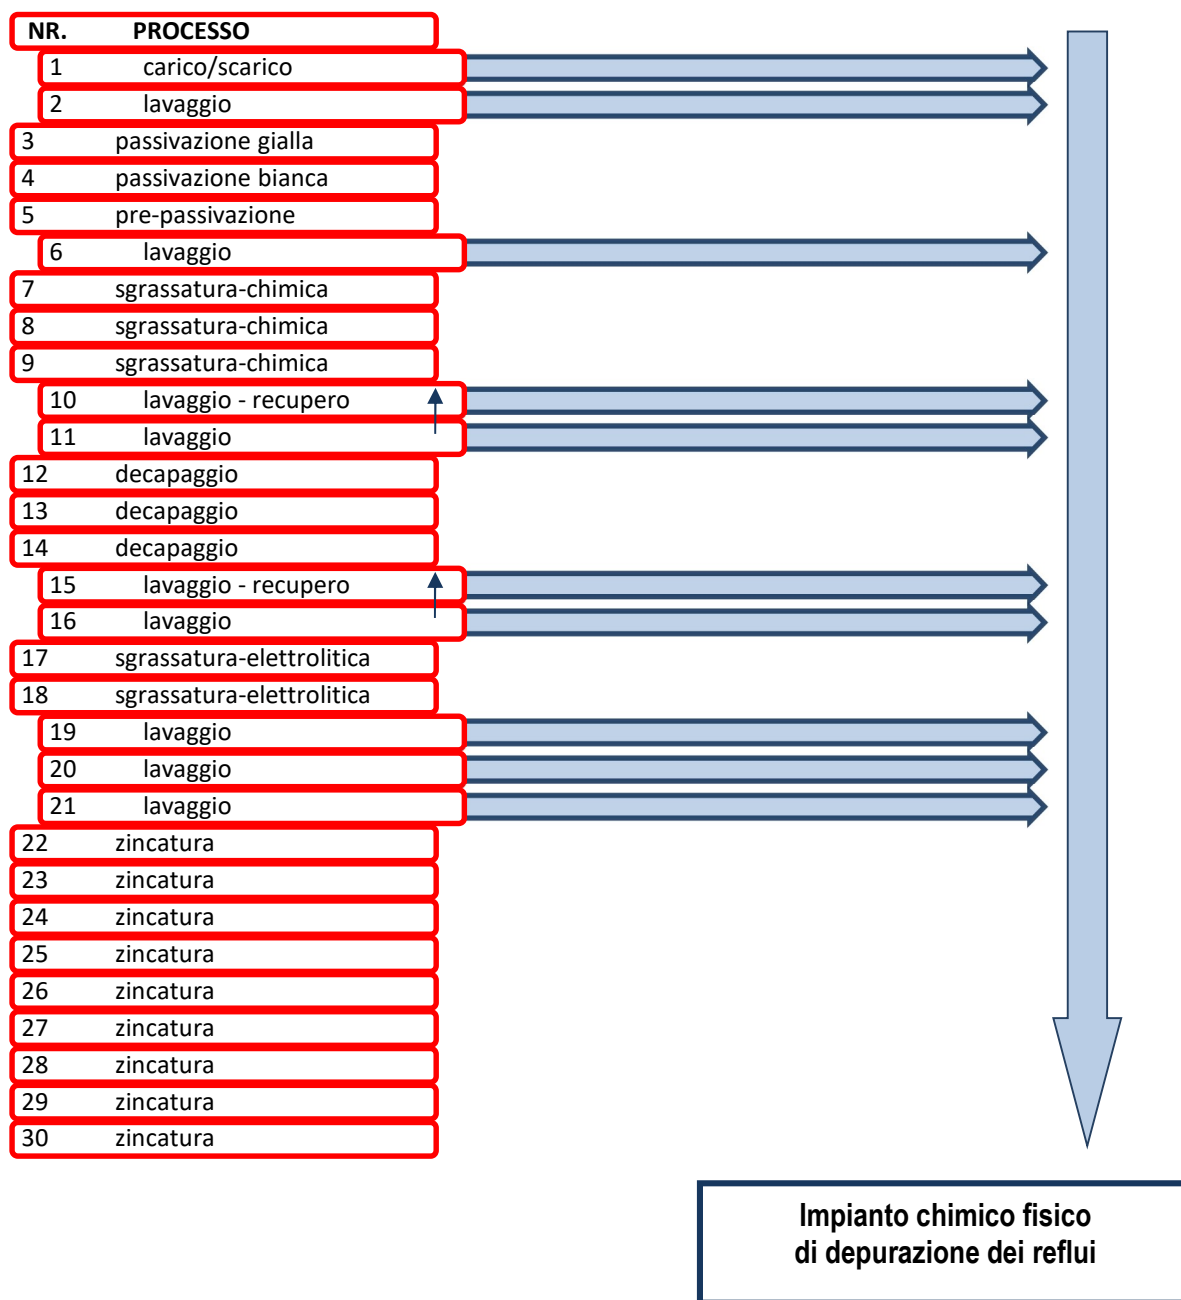 NR. PROCESSO
1 carico/scarico
2 lavaggio
3 passivazione gialla
4 passivazione bianca
5 pre-passivazione
6 lavaggio
7 sgrassatura-chimica
8 sgrassatura-chimica
9 sgrassatura-chimica
10 lavaggio - recupero
11 lavaggio
12 decapaggio
13 decapaggio
14 decapaggio
15 lavaggio - recupero
16 lavaggio
17 sgrassatura-elettrolitica
18 sgrassatura-elettrolitica
19 lavaggio
20 lavaggio
21 lavaggio
22 zincatura
23 zincatura
24 zincatura
25 zincatura
26 zincatura
27 zincatura
28 zincatura
29 zincatura
30 zincatura
Impianto chimico fisico
di depurazione dei reflui